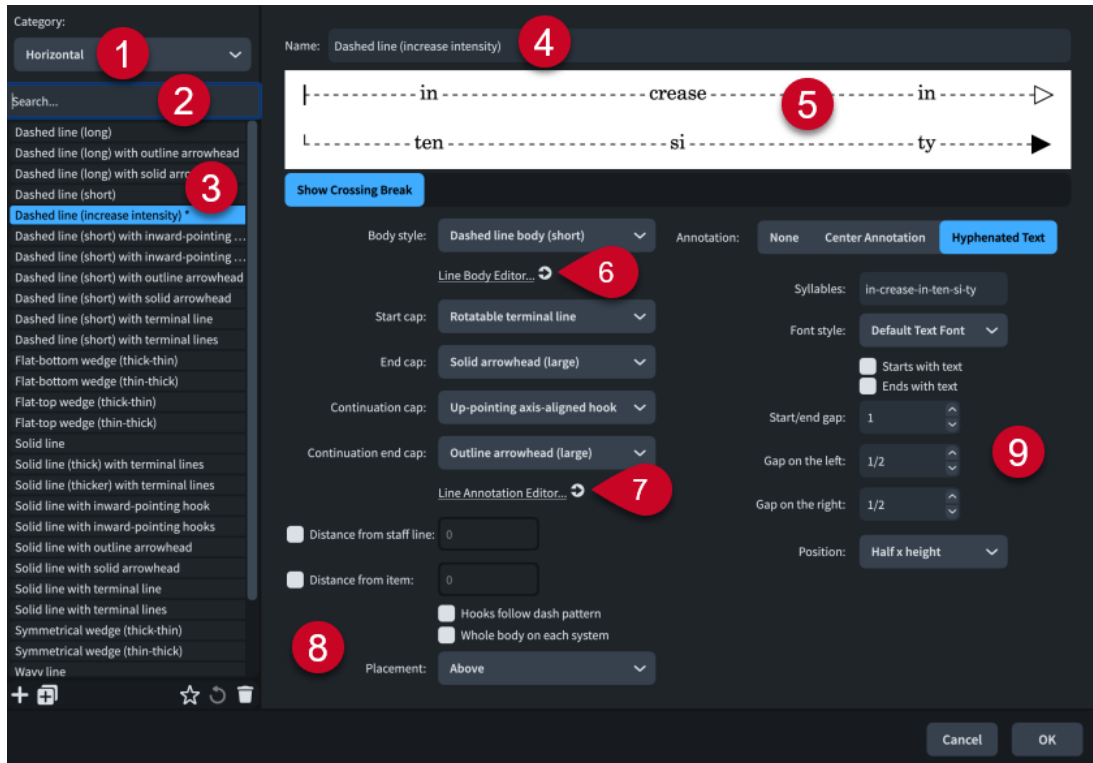 Category:
Horizontal
1
2
Search...
Dashed line (long)
Dashed line (long) with outline arrowhead
Dashed line (long) with solid
3
Dashed line (short)
Dashed line (increase intensity) *
Dashed line (short) with inward-pointing ...
Dashed line (short) with inward-pointing ...
Dashed line (short) with outline arrowhead
Dashed line (short) with solid arrowhead
Dashed line (short) with terminal line
Dashed line (short) with terminal lines
Flat-bottom wedge (thick-thin)
Flat-bottom wedge (thin-thick)
Flat-top wedge (thick-thin)
Flat-top wedge (thin-thick)
Solid line
Solid line (thick) with terminal lines
Solid line (thicker) with terminal lines
Solid line with inward-pointing hook
Solid line with inward-pointing hooks
Solid line with outline arrowhead
Solid line with solid arrowhead
Solid line with terminal line
Solid line with terminal lines
Symmetrical wedge (thick-thin)
Symmetrical wedge (thin-thick)
Wavy line
Name: Dashed line (increase intensity) 4
in crease in
5
ten si ty
Show Crossing Break
Body style: Dashed line body (short)
Line Body Editor... 6
Start cap: Rotatable terminal line
End cap: Solid arrowhead (large)
Continuation cap: Up-pointing axis-aligned hook
Continuation end cap: Outline arrowhead (large)
Line Annotation Editor... 7
Distance from staff line: 0
Distance from item: 0
Hooks follow dash pattern
Whole body on each system
8
Placement: Above
Annotation: None Center Annotation Hyphenated Text
Syllables: in-crease-in-ten-si-ty
Font style: Default Text Font
Starts with text
Ends with text
Start/end gap: 1
Gap on the left: 1/2
9
Gap on the right: 1/2
Position: Half x height
Cancel OK